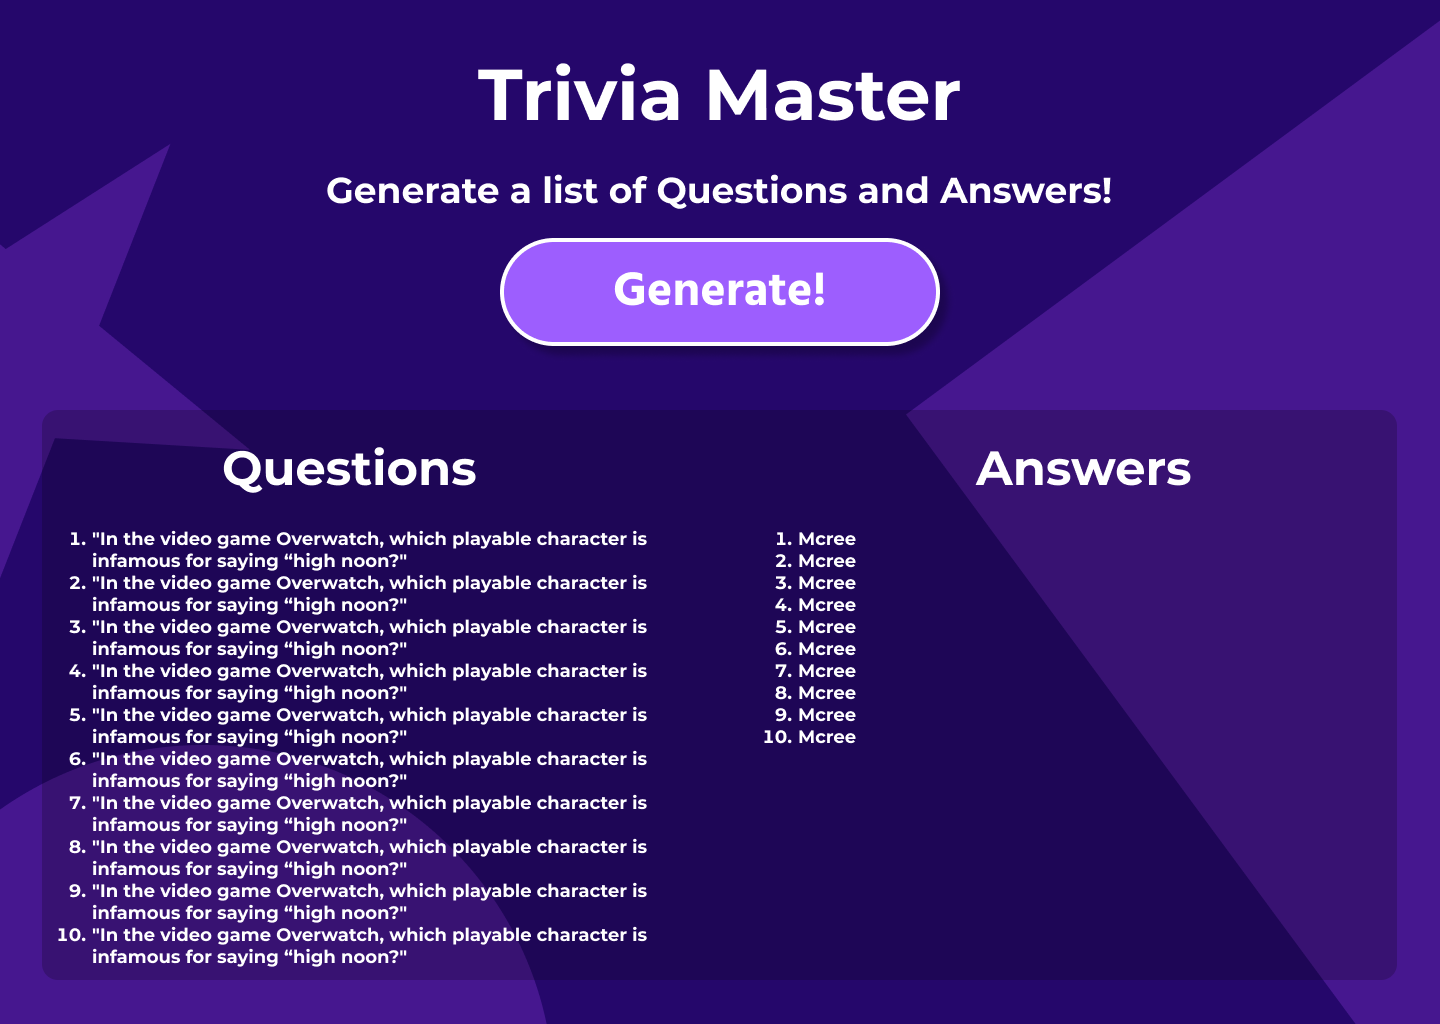 Trivia Master
Generate a list of Questions and Answers!
Generate!
Questions
1. "In the video game Overwatch, which playable character is
infamous for saying “high noon?"
2. "In the video game Overwatch, which playable character is
infamous for saying “high noon?"
3. "In the video game Overwatch, which playable character is
infamous for saying “high noon?"
4. "In the video game Overwatch, which playable character is
infamous for saying “high noon?"
5. "In the video game Overwatch, which playable character is
infamous for saying “high noon?"
6. "In the video game Overwatch, which playable character is
infamous for saying “high noon?"
7. "In the video game Overwatch, which playable character is
infamous for saying “high noon?"
8. "In the video game Overwatch, which playable character is
infamous for saying “high noon?"
9. "In the video game Overwatch, which playable character is
infamous for saying “high noon?"
10. "In the video game Overwatch, which playable character is
infamous for saying “high noon?"
Answers
1. Mcree
2. Mcree
3. Mcree
4. Mcree
5. Mcree
6. Mcree
7. Mcree
8. Mcree
9. Mcree
10. Mcree